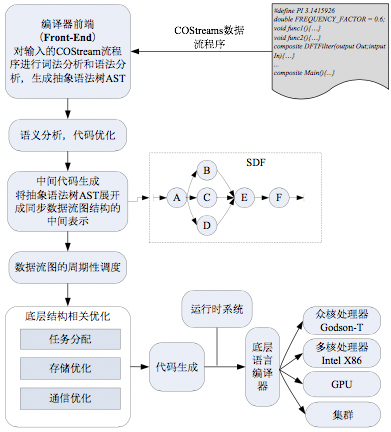 编译器前端
(Front-End)
对输入的COStream流程
序进行词法分析和语法分
析，生成抽象语法树AST
COStreams数据
流程序
#define PI 3.1415926
double FREQUENCY_FACTOR = 0.6;
void func1(){…}
void func2(){…}
composite DFTFilter(output Out;intput
In){…}
…
composite Main(){…}
语义分析，代码优化
中间代码生成
将抽象语法树AST展开
成同步数据流图结构的
中间表示
SDF
A
B
C
D
E
F
数据流图的周期性调度
底层结构相关优化
任务分配
存储优化
通信优化
代码生成
运行时系统
底层
语言
编译
器
众核处理器
Godson-T
多核处理器
Intel X86
GPU
集群